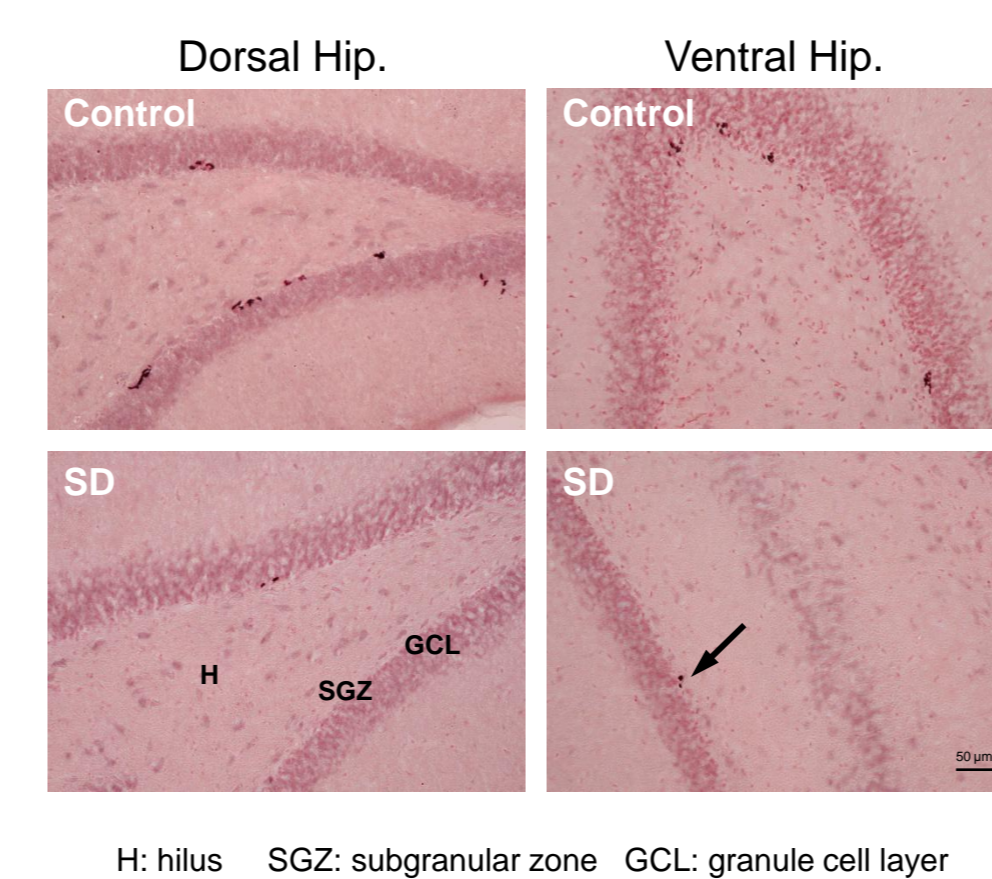 Dorsal Hip. Ventral Hip.
Control Control
SD SD
GCL
H
SGZ
50 µm
H: hilus SGZ: subgranular zone GCL: granule cell layer